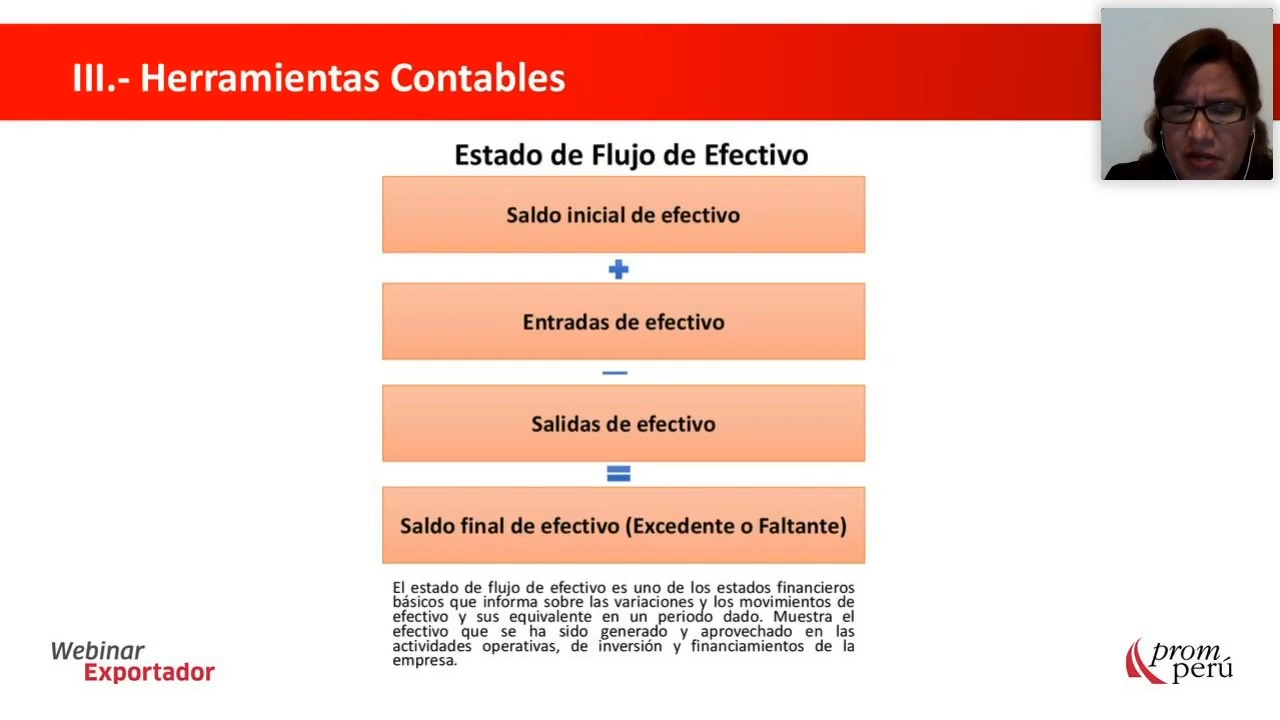 III.- Herramientas Contables
Estado de Flujo de Efectivo
Saldo inicial de efectivo
+
Entradas de efectivo
—
Salidas de efectivo
=
Saldo final de efectivo (Excedente o Faltante)
El estado de flujo de efectivo es uno de los estados financieros
básicos que informa sobre las variaciones y los movimientos de
efectivo y sus equivalente en un periodo dado. Muestra el
efectivo que se ha sido generado y aprovechado en las
actividades operativas, de inversión y financiamientos de la
empresa.
Webinar
Exportador
prom
perú